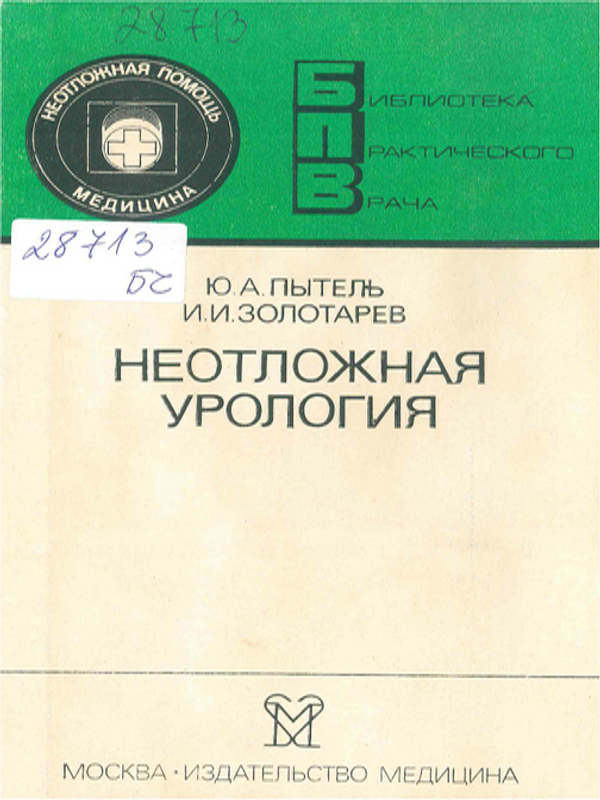 28713
НЕОТЛОЖНАЯ ПОМОЩЬ
МЕДИЦИНА
БИБЛИОТЕКА
ПРАКТИЧЕСКОГО
ВРАЧА
28713
БС
Ю.А.ПЫТЕЛЬ
И.И.ЗОЛОТАРЕВ
НЕОТЛОЖНАЯ
УРОЛОГИЯ
М
МОСКВА · ИЗДАТЕЛЬСТВО МЕДИЦИНА